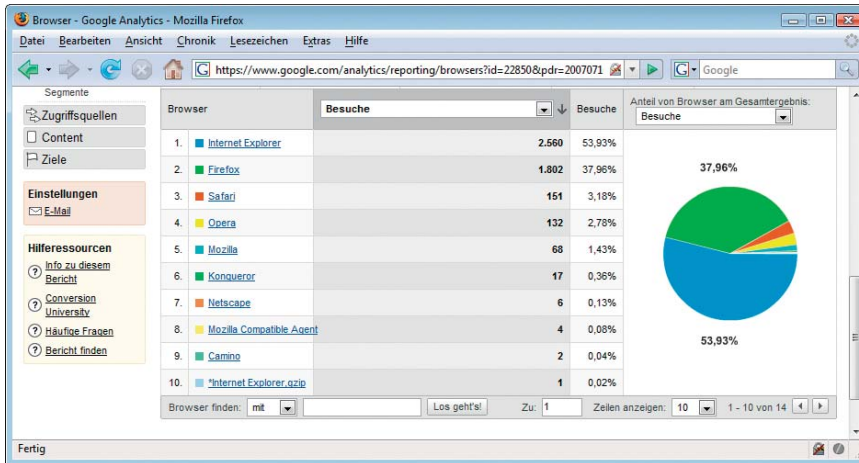 Browser - Google Analytics - Mozilla Firefox
Datei Bearbeiten Ansicht Chronik Lesezeichen Extras Hilfe
https://www.google.com/analytics/reporting/browsers?id=22850&pdr=2007071
Google
Segmente
Zugriffsquellen
Content
Ziele
Einstellungen
E-Mail
Hilferessourcen
Info zu diesem
Bericht
Conversion
University
Häufige Fragen
Bericht finden
Browser Besuche Besuche
Anteil von Browser am Gesamtergebnis:
Besuche
1. Internet Explorer 2.560 53,93%
2. Firefox 1.802 37,96%
3. Safari 151 3,18%
4. Opera 132 2,78%
5. Mozilla 68 1,43%
6. Konqueror 17 0,36%
7. Netscape 6 0,13%
8. Mozilla Compatible Agent 4 0,08%
9. Camino 2 0,04%
10. *Internet Explorer,gzip 1 0,02%
37,96%
53,93%
Browser finden: mit Los geht's! Zu: 1 Zeilen anzeigen: 10 1 - 10 von 14
Fertig